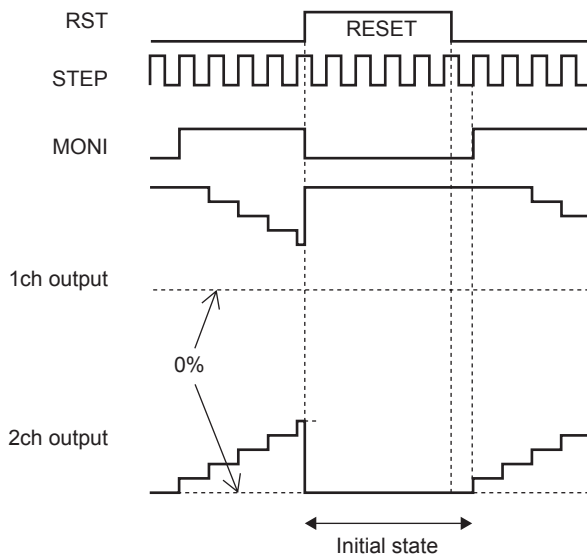 RST
RESET
STEP
MONI
1ch output
0%
2ch output
Initial state